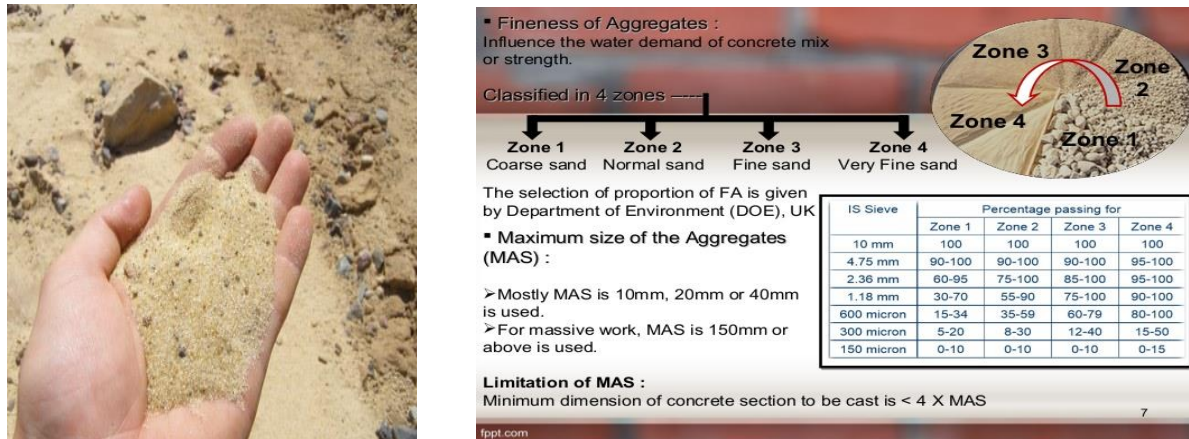 ▪ Fineness of Aggregates :
Influence the water demand of concrete mix
or strength.
Classified in 4 zones ----
Zone 1 Zone 2 Zone 3 Zone 4
Coarse sand Normal sand Fine sand Very Fine sand
Zone 3
Zone
2
Zone 4
Zone 1
The selection of proportion of FA is given
by Department of Environment (DOE), UK
▪ Maximum size of the Aggregates
(MAS) :
➢Mostly MAS is 10mm, 20mm or 40mm
is used.
➢For massive work, MAS is 150mm or
above is used.
IS Sieve Percentage passing for
Zone 1 Zone 2 Zone 3 Zone 4
10 mm 100 100 100 100
4.75 mm 90-100 90-100 90-100 95-100
2.36 mm 60-95 75-100 85-100 95-100
1.18 mm 30-70 55-90 75-100 90-100
600 micron 15-34 35-59 60-79 80-100
300 micron 5-20 8-30 12-40 15-50
150 micron 0-10 0-10 0-10 0-15
Limitation of MAS :
Minimum dimension of concrete section to be cast is < 4 X MAS
7
fppt.com